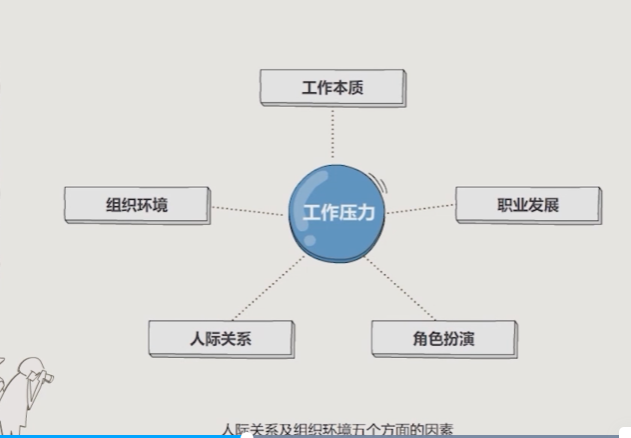 工作本质
组织环境
工作压力
职业发展
人际关系
角色扮演
人际关系及组织环境五个方面的因素